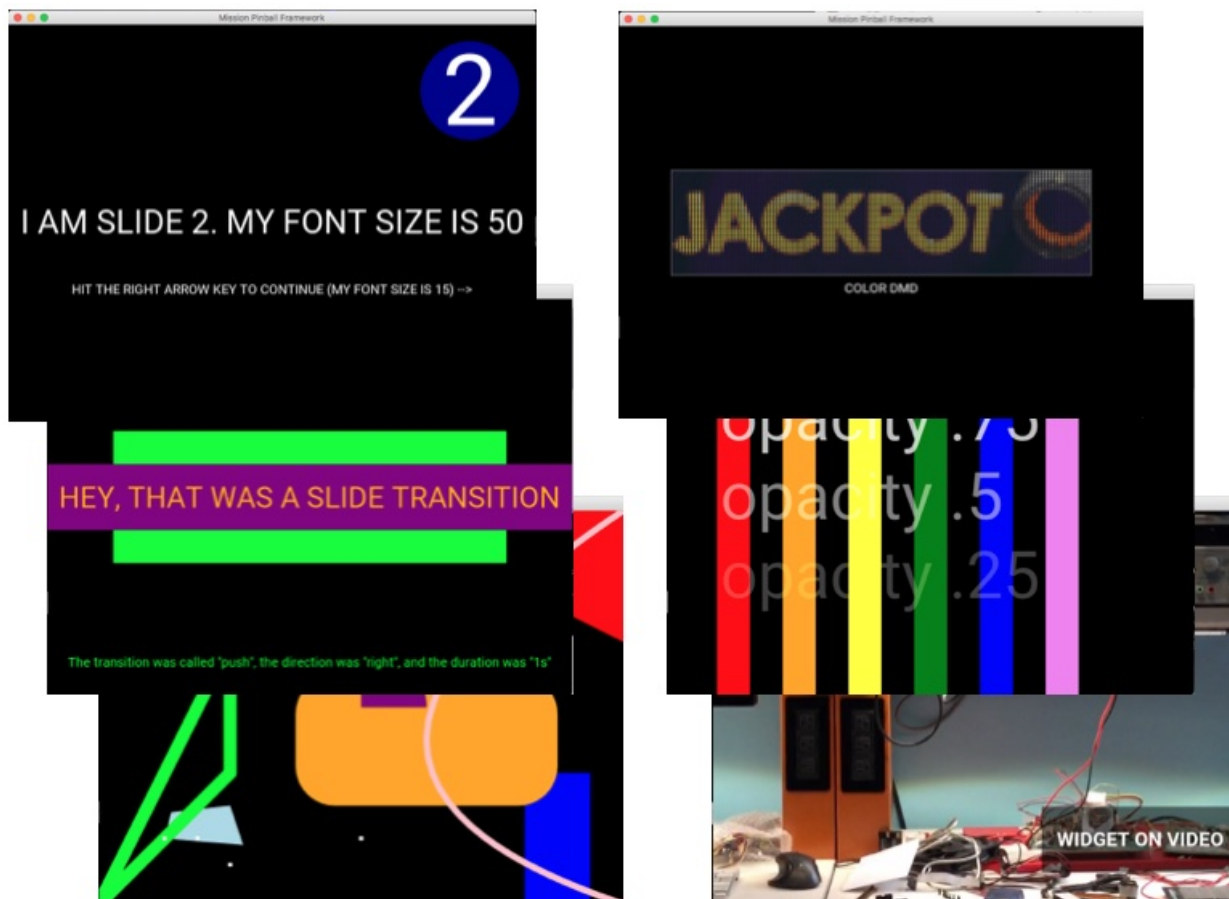 Mission Pinball Framework
2
I AM SLIDE 2. MY FONT SIZE IS 50
HIT THE RIGHT ARROW KEY TO CONTINUE (MY FONT SIZE IS 15) -->
HEY, THAT WAS A SLIDE TRANSITION
The transition was called "push", the direction was "right", and the duration was "1s"
Mission Pinball Framework
JACKPOT
COLOR DMD
opacity .75
opacity .5
opacity .25
WIDGET ON VIDEO